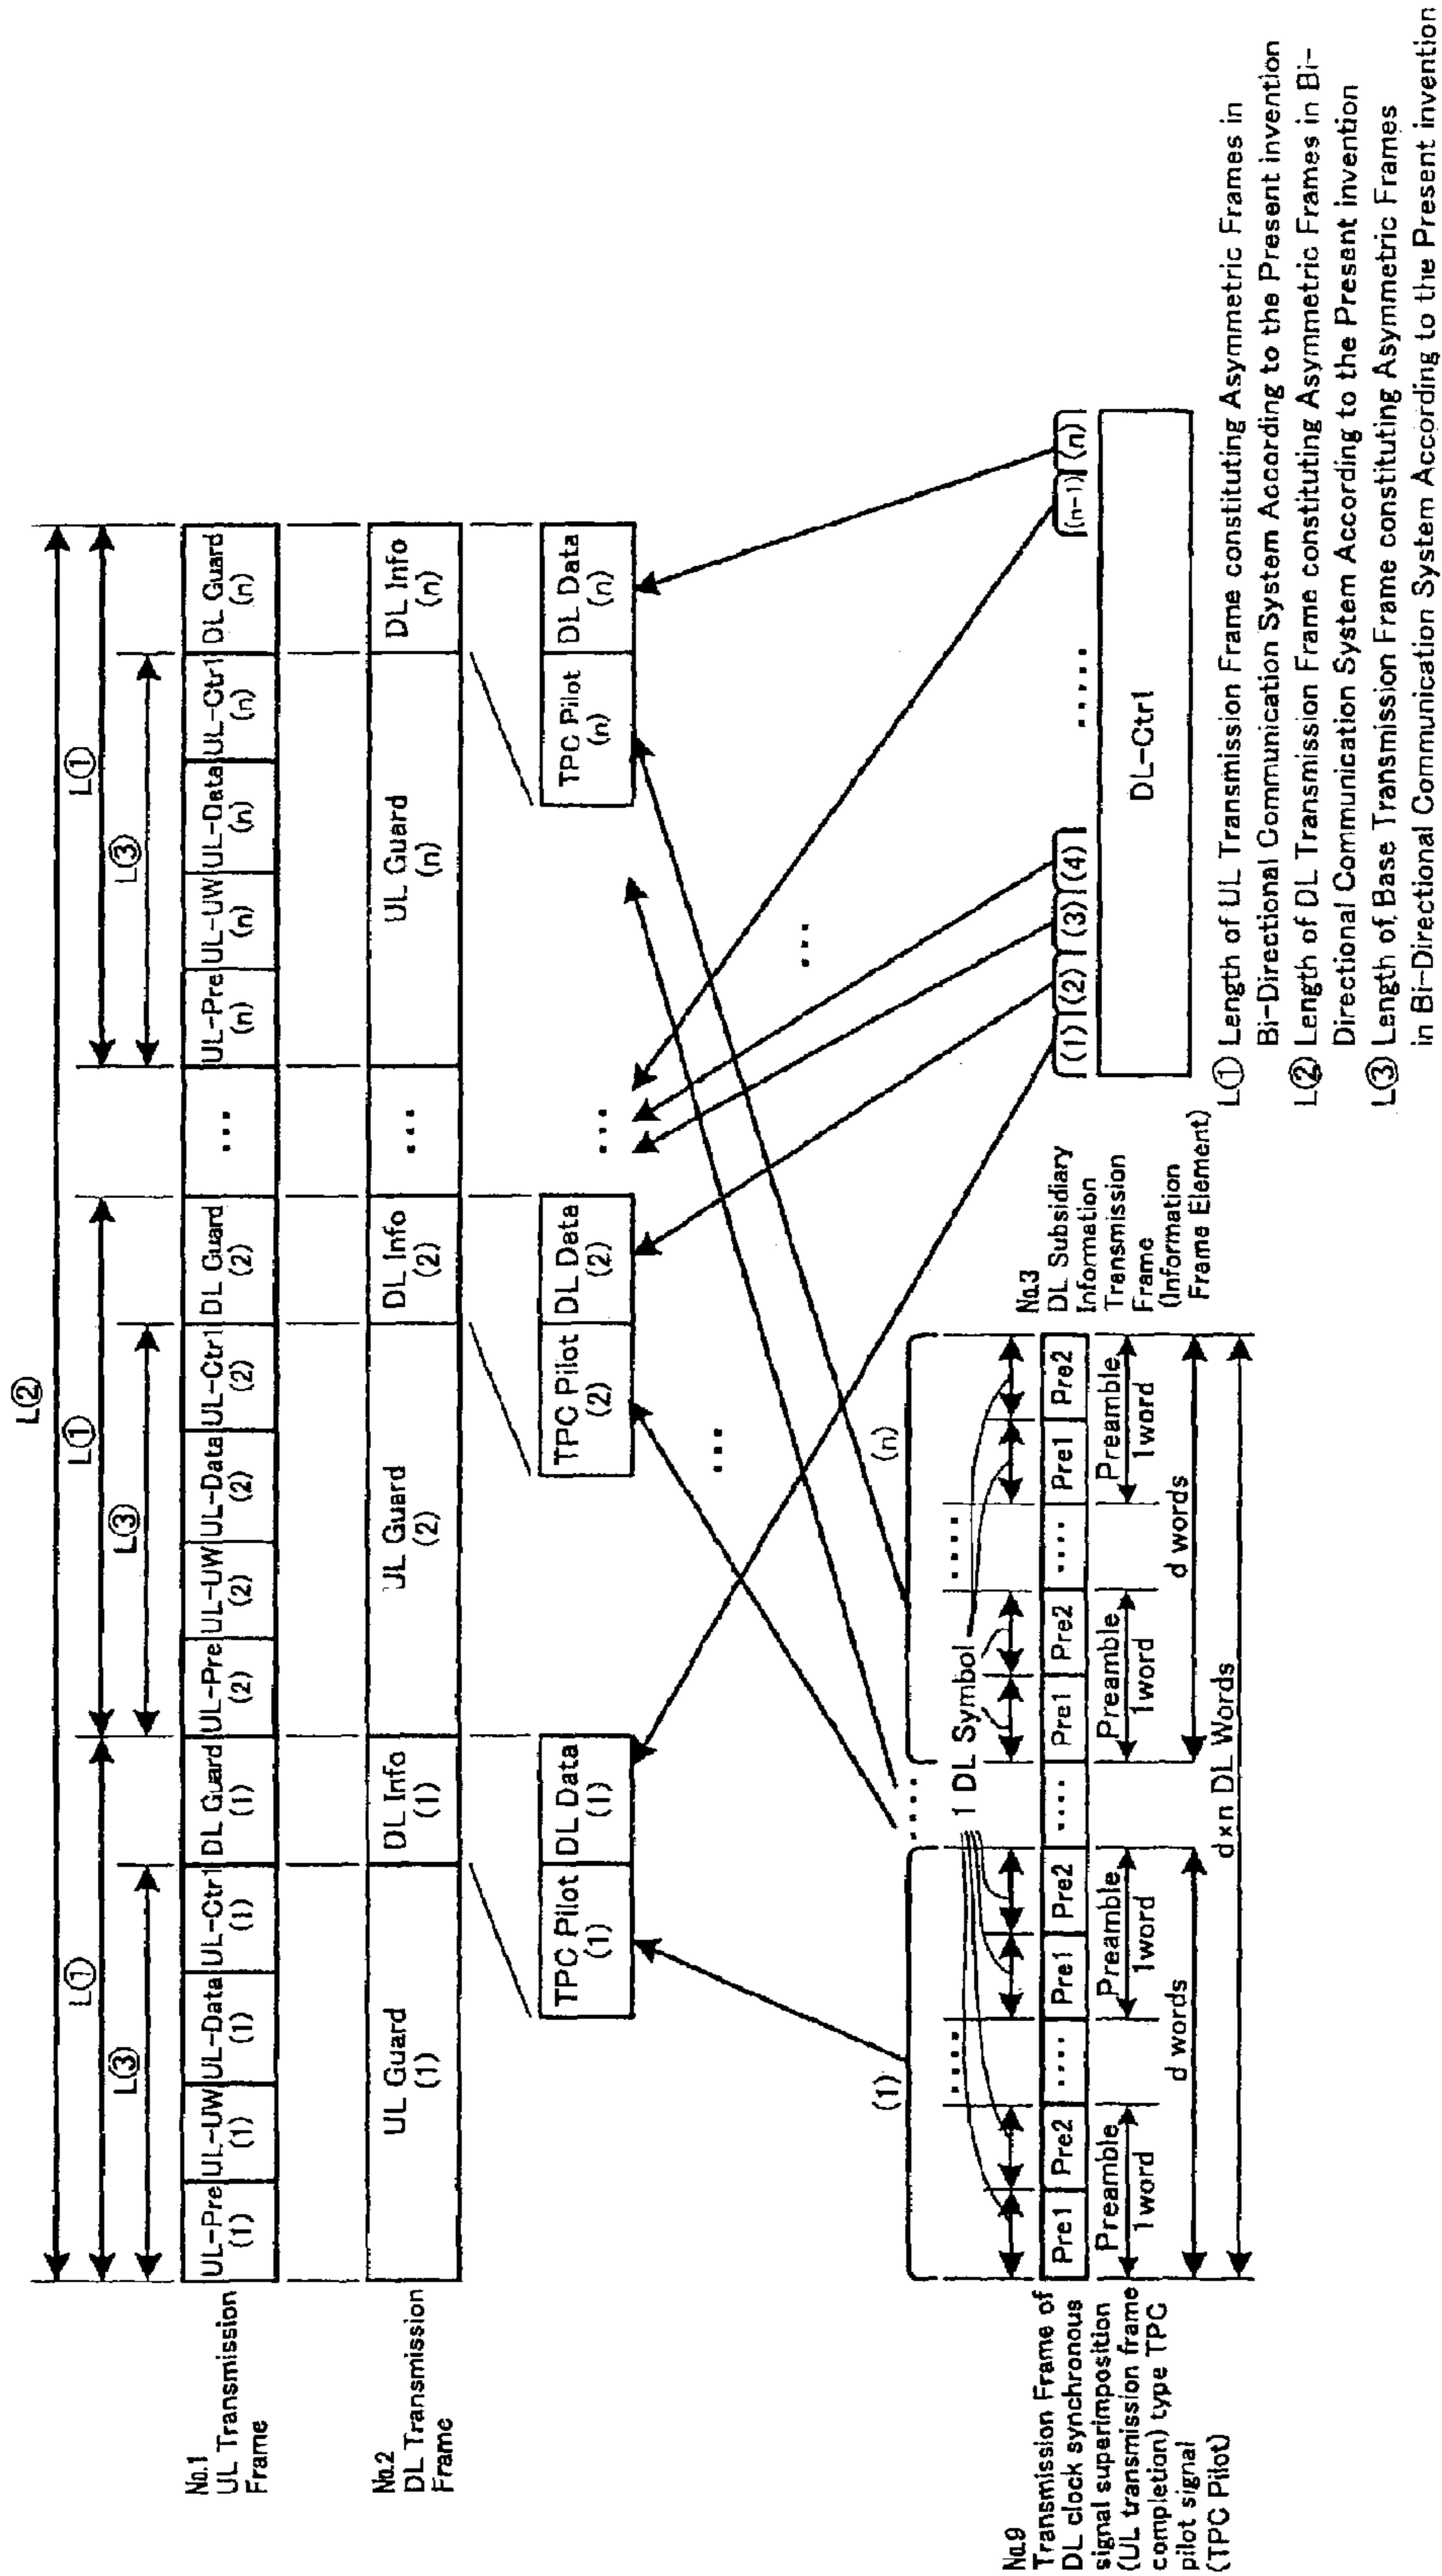 L②
L① L① L①
L③ L③ L③
No.1
UL Transmission
Frame
UL-Pre UL-UW UL-Data UL-Ctrl DL Guard UL-Pre UL-UW UL-Data UL-Ctrl DL Guard ... UL-Pre UL-UW UL-Data UL-Ctrl DL Guard
(1) (1) (1) (1) (1) (2) (2) (2) (2) (2) (n) (n) (n) (n) (n)
No.2
DL Transmission
Frame
UL Guard DL Info UL Guard DL Info ... UL Guard DL Info
(1) (1) (2) (2) (n) (n)
TPC Pilot DL Data TPC Pilot DL Data ... TPC Pilot DL Data
(1) (1) (2) (2) (n) (n)
...
...
(1) .... (n)
.... 1 DL Symbol ....
No.9
Transmission Frame of
DL clock synchronous
signal superimposition
(UL transmission frame
completion) type TPC
pilot signal
(TPC Pilot)
Pre1 Pre2 .... Pre1 Pre2 .... Pre1 Pre2 .... Pre1 Pre2
Preamble Preamble Preamble Preamble
1word 1word 1word 1word
d words d words
d×n DL Words
No.3
DL Subsidiary
Information
Transmission
Frame
(Information
Frame Element)
(1) (2) (3) (4) ..... (n-1) (n)
DL-Ctrl
L① Length of UL Transmission Frame constituting Asymmetric Frames in
Bi-Directional Communication System According to the Present invention
L② Length of DL Transmission Frame constituting Asymmetric Frames in Bi-
Directional Communication System According to the Present invention
L③ Length of Base Transmission Frame constituting Asymmetric Frames
in Bi-Directional Communication System According to the Present invention